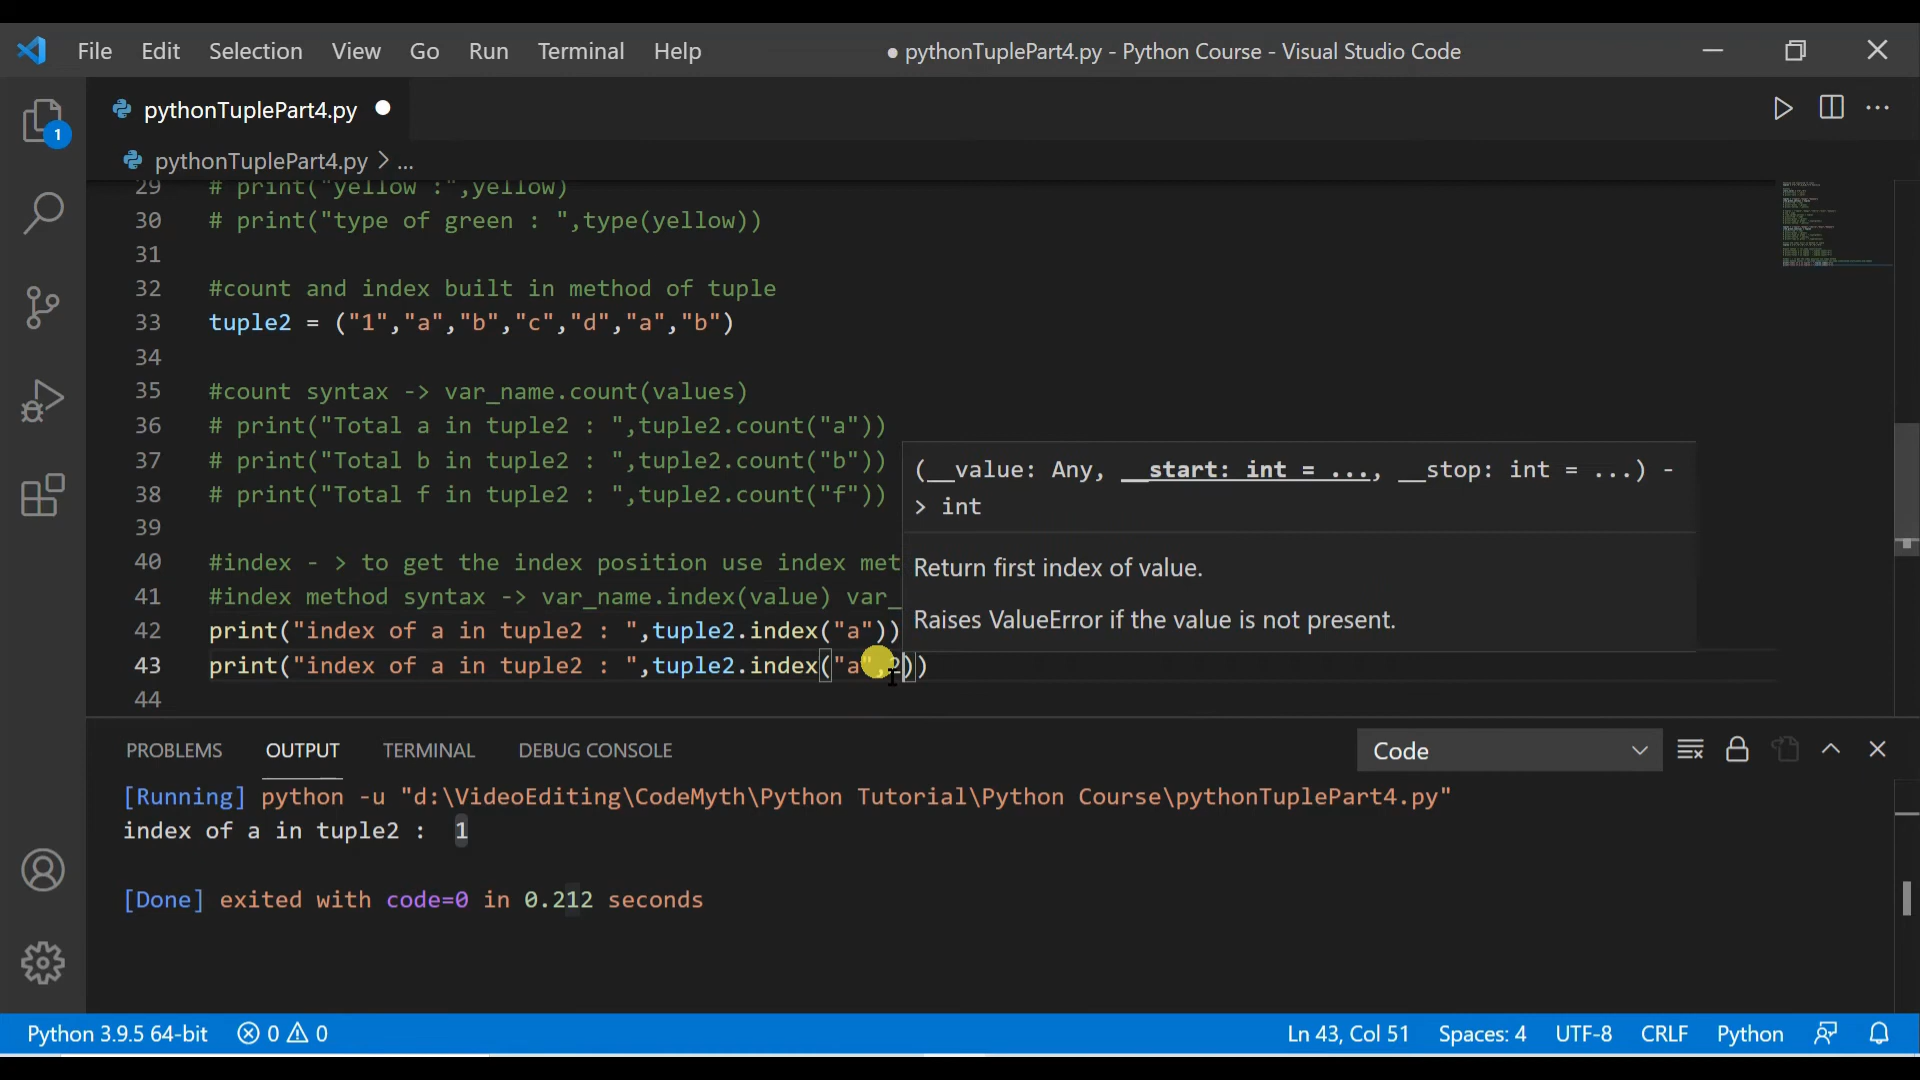 File Edit Selection View Go Run Terminal Help ● pythonTuplePart4.py - Python Course - Visual Studio Code
pythonTuplePart4.py
pythonTuplePart4.py > ...
29 # print("yellow :",yellow)
30 # print("type of green : ",type(yellow))
31
32 #count and index built in method of tuple
33 tuple2 = ("1","a","b","c","d","a","b")
34
35 #count syntax -> var_name.count(values)
36 # print("Total a in tuple2 : ",tuple2.count("a"))
37 # print("Total b in tuple2 : ",tuple2.count("b"))
38 # print("Total f in tuple2 : ",tuple2.count("f"))
(__value: Any, __start: int = ..., __stop: int = ...) -
> int
39
40 #index - > to get the index position use index met
Return first index of value.
41 #index method syntax -> var_name.index(value) var_
Raises ValueError if the value is not present.
42 print("index of a in tuple2 : ",tuple2.index("a"))
43 print("index of a in tuple2 : ",tuple2.index("a",2))
44
PROBLEMS OUTPUT TERMINAL DEBUG CONSOLE Code
[Running] python -u "d:\VideoEditing\CodeMyth\Python Tutorial\Python Course\pythonTuplePart4.py"
index of a in tuple2 :  1
[Done] exited with code=0 in 0.212 seconds
1
Python 3.9.5 64-bit 0 0 Ln 43, Col 51 Spaces: 4 UTF-8 CRLF Python